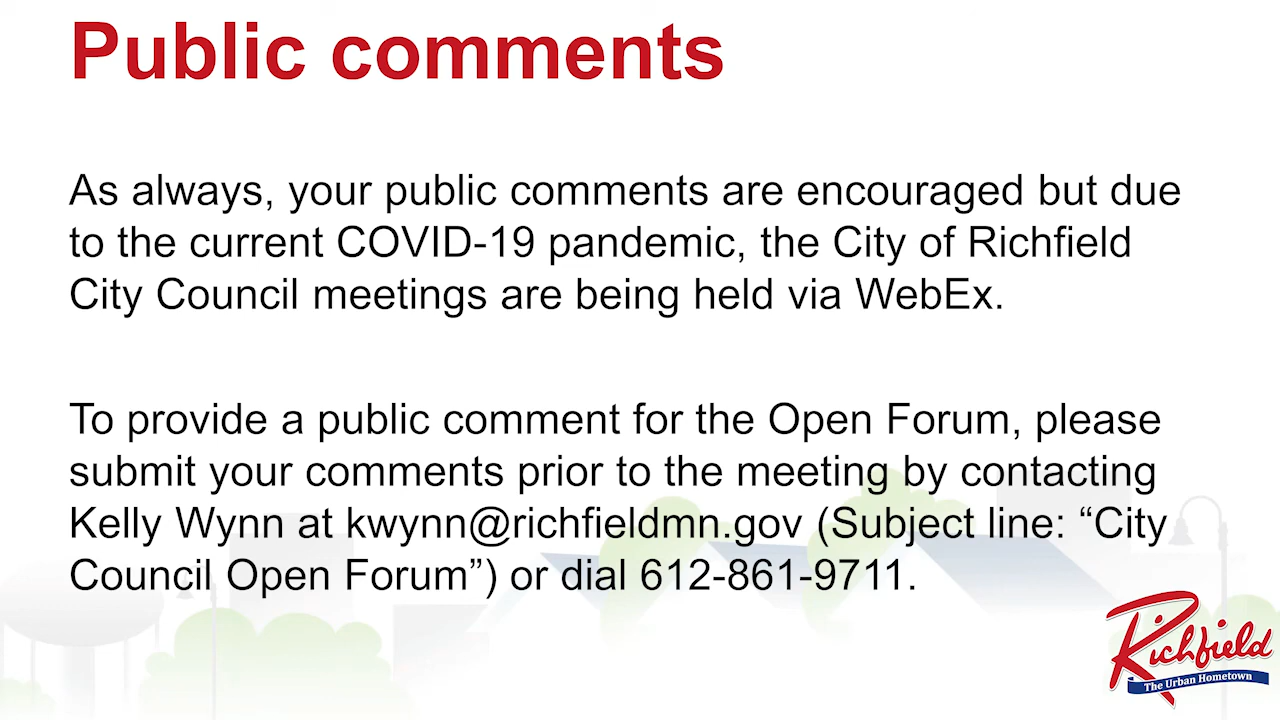 Public comments
As always, your public comments are encouraged but due
to the current COVID-19 pandemic, the City of Richfield
City Council meetings are being held via WebEx.
To provide a public comment for the Open Forum, please
submit your comments prior to the meeting by contacting
Kelly Wynn at kwynn@richfieldmn.gov (Subject line: “City
Council Open Forum”) or dial 612-861-9711.
Richfield
The Urban Hometown